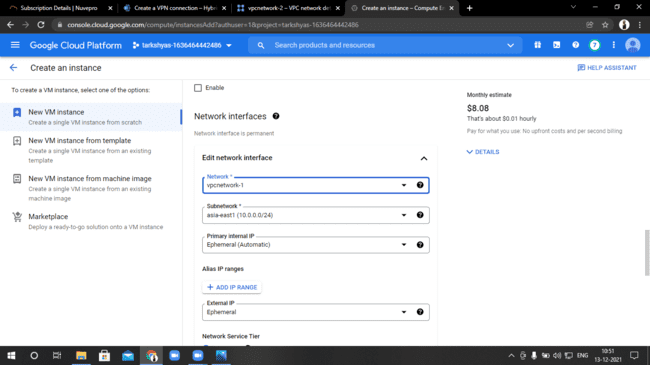 Subscription Details | Nuvepro
Create a VPN connection – Hybr
vpcnetwork-2 – VPC network de
Create an instance – Compute E
console.cloud.google.com/compute/instancesAdd?authuser=1&project=tarkshyas-1636464442486
Google Cloud Platform
tarkshyas-1636464442486
Search products and resources
7
Create an instance
HELP ASSISTANT
To create a VM instance, select one of the options:
New VM instance
Create a single VM instance from scratch
New VM instance from template
Create a single VM instance from an existing
template
New VM instance from machine image
Create a single VM instance from an existing
machine image
Marketplace
Deploy a ready-to-go solution onto a VM instance
Enable
Network interfaces
Network interface is permanent
Edit network interface
Network *
vpcnetwork-1
Subnetwork *
asia-east1 (10.0.0.0/24)
Primary internal IP
Ephemeral (Automatic)
Alias IP ranges
ADD IP RANGE
External IP
Ephemeral
Network Service Tier
Monthly estimate
$8.08
That's about $0.01 hourly
Pay for what you use: No upfront costs and per second billing
DETAILS
ENG
10:51
13-12-2021